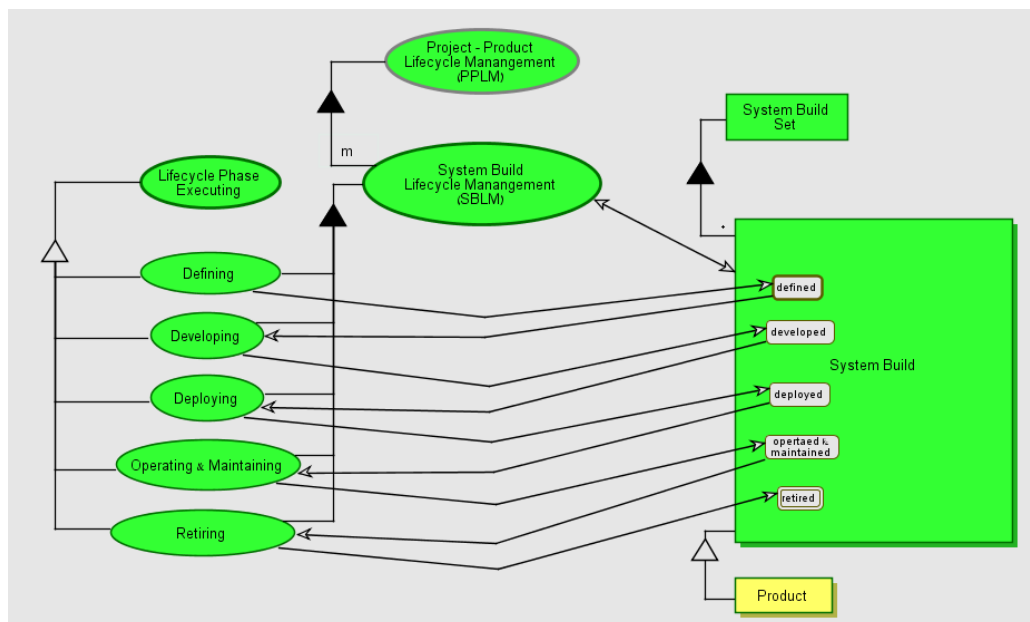 Project - Product
Lifecycle Manangement
(PPLM)
System Build
Set
m
System Build
Lifecycle Manangement
(SBLM)
Lifecycle Phase
Executing
Defining
defined
Developing
developed
System Build
Deploying
deployed
Operating & Maintaining
opertaed &
maintained
retired
Retiring
Product